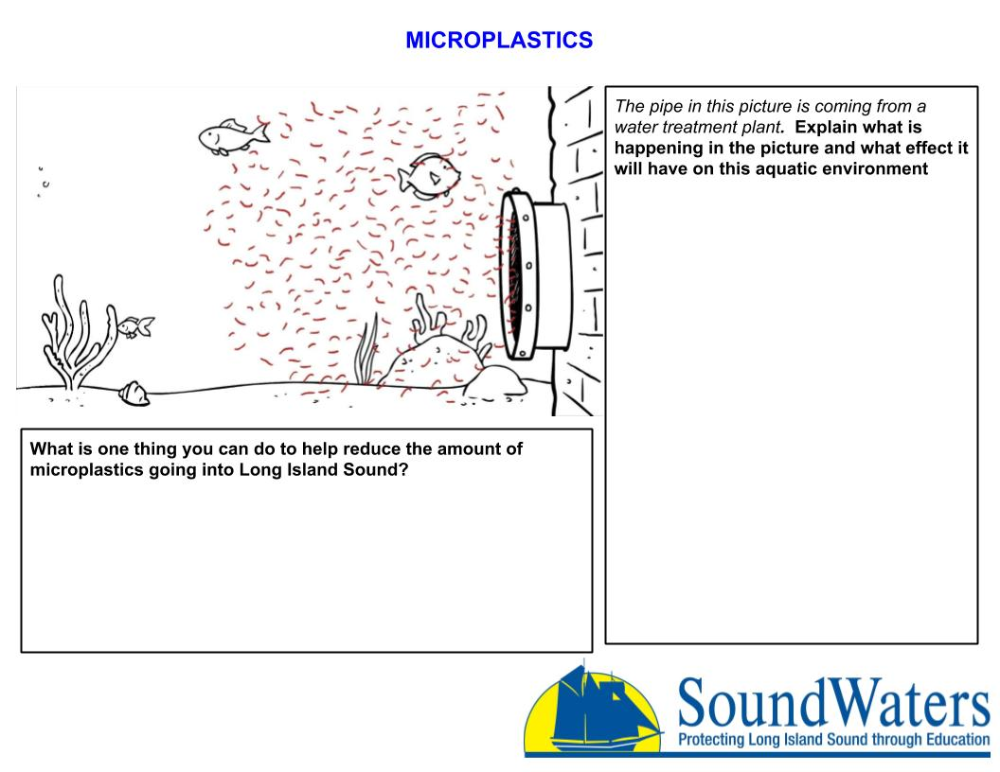 MICROPLASTICS
The pipe in this picture is coming from a
water treatment plant. Explain what is
happening in the picture and what effect it
will have on this aquatic environment
What is one thing you can do to help reduce the amount of
microplastics going into Long Island Sound?
SoundWaters
Protecting Long Island Sound through Education